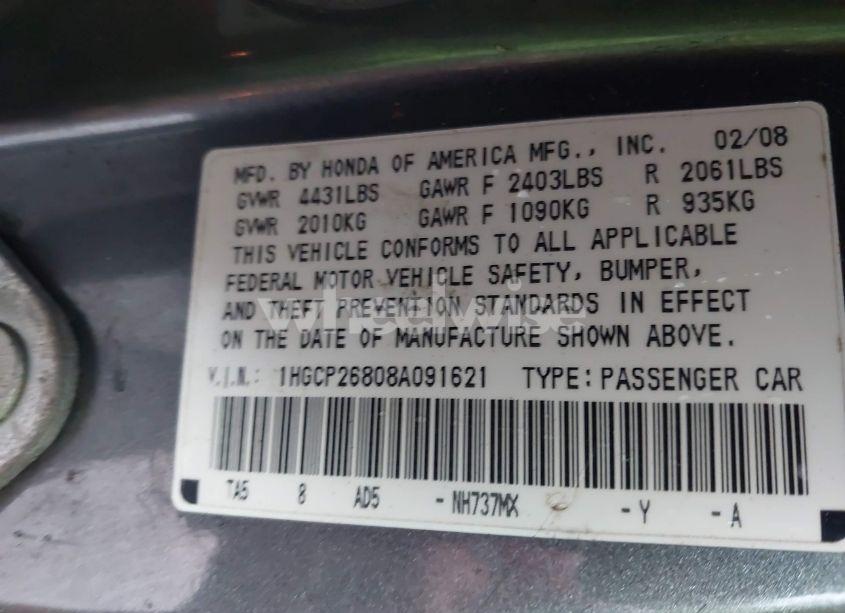 MFD. BY HONDA OF AMERICA MFG., INC. 02/08
GVWR 4431LBS GAWR F 2403LBS R 2061LBS
GVWR 2010KG GAWR F 1090KG R 935KG
THIS VEHICLE CONFORMS TO ALL APPLICABLE
FEDERAL MOTOR VEHICLE SAFETY, BUMPER,
AND THEFT PREVENTION STANDARDS IN EFFECT
ON THE DATE OF MANUFACTURE SHOWN ABOVE.
V.I.N.: 1HGCP26808A091621 TYPE: PASSENGER CAR
TA5 8 AD5 - NH737MX - Y - A
wheelwise